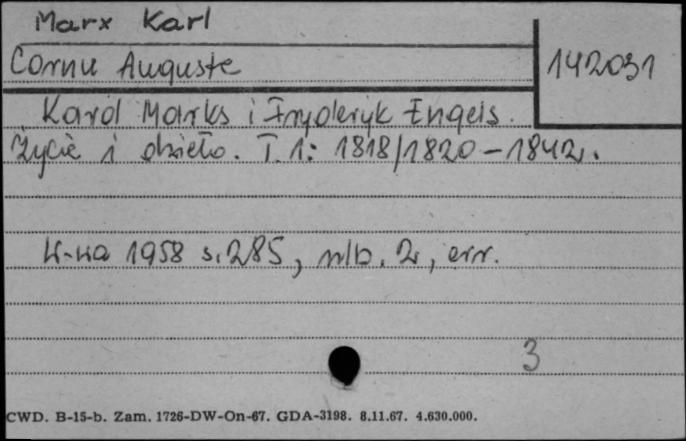 Marx Karl
Cornu Auguste
142031
Karol Marks i Fryderyk Engels.
Życie i dzieło. T. 1: 1818/1820-1842.
W-wa 1958 s. 285, nlb. 2, err.
3
CWD. B-15-b. Zam. 1726-DW-On-67. GDA-3198. 8.11.67. 4.630.000.